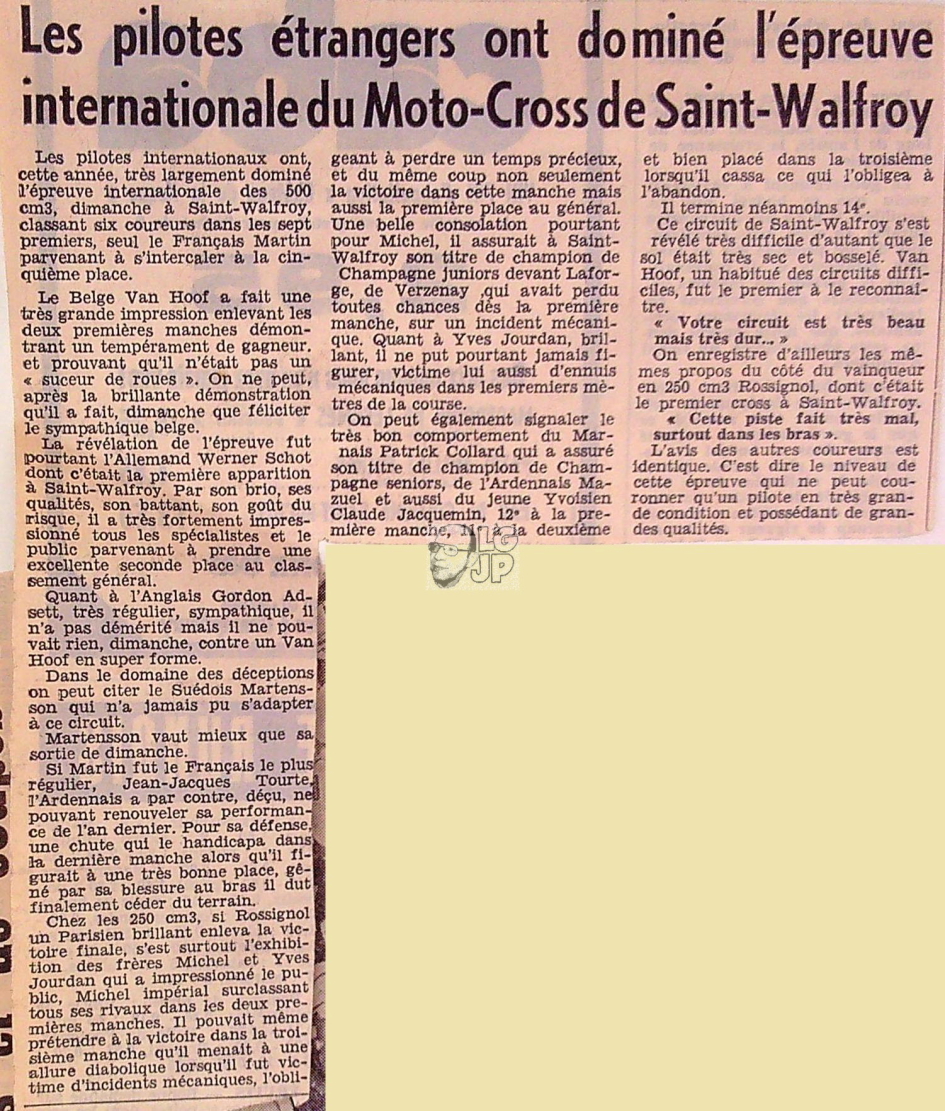 Les pilotes étrangers ont dominé l'épreuve
internationale du Moto-Cross de Saint-Walfroy
Les pilotes internationaux ont,
cette année, très largement dominé
l'épreuve internationale des 500
cm3, dimanche à Saint-Walfroy,
classant six coureurs dans les sept
premiers, seul le Français Martin
parvenant à s'intercaler à la cin-
quième place.
Le Belge Van Hoof a fait une
très grande impression enlevant les
deux premières manches démon-
trant un tempérament de gagneur.
et prouvant qu'il n'était pas un
« suceur de roues ». On ne peut,
après la brillante démonstration
qu'il a fait, dimanche que féliciter
le sympathique belge.
La révélation de l'épreuve fut
pourtant l'Allemand Werner Schot
dont c'était la première apparition
à Saint-Walfroy. Par son brio, ses
qualités, son battant, son goût du
risque, il a très fortement impres-
sionné tous les spécialistes et le
public parvenant à prendre une
excellente seconde place au clas-
sement général.
Quant à l'Anglais Gordon Ad-
sett, très régulier, sympathique, il
n'a pas démérité mais il ne pou-
vait rien, dimanche, contre un Van
Hoof en super forme.
Dans le domaine des déceptions
on peut citer le Suédois Martens-
son qui n'a jamais pu s'adapter
à ce circuit.
Martensson vaut mieux que sa
sortie de dimanche.
Si Martin fut le Français le plus
régulier, Jean-Jacques Tourte,
l'Ardennais a par contre, déçu, ne
pouvant renouveler sa performan-
ce de l'an dernier. Pour sa défense,
une chute qui le handicapa dans
la dernière manche alors qu'il fi-
gurait à une très bonne place, gê-
né par sa blessure au bras il dut
finalement céder du terrain.
Chez les 250 cm3, si Rossignol
un Parisien brillant enleva la vic-
toire finale, s'est surtout l'exhibi-
tion des frères Michel et Yves
Jourdan qui a impressionné le pu-
blic, Michel impérial surclassant
tous ses rivaux dans les deux pre-
mières manches. Il pouvait même
prétendre à la victoire dans la troi-
sième manche qu'il menait à une
allure diabolique lorsqu'il fut vic-
time d'incidents mécaniques, l'obli-
geant à perdre un temps précieux,
et du même coup non seulement
la victoire dans cette manche mais
aussi la première place au général.
Une belle consolation pourtant
pour Michel, il assurait à Saint-
Walfroy son titre de champion de
Champagne juniors devant Lafor-
ge, de Verzenay ,qui avait perdu
toutes chances dès la première
manche, sur un incident mécani-
que. Quant à Yves Jourdan, bril-
lant, il ne put pourtant jamais fi-
gurer, victime lui aussi d'ennuis
mécaniques dans les premiers mè-
tres de la course.
On peut également signaler le
très bon comportement du Mar-
nais Patrick Collard qui a assuré
son titre de champion de Cham-
pagne seniors, de l'Ardennais Ma-
zuel et aussi du jeune Yvoisien
Claude Jacquemin, 12e à la pre-
mière manche, 11e à la deuxième
et bien placé dans la troisième
lorsqu'il cassa ce qui l'obligea à
l'abandon.
Il termine néanmoins 14e.
Ce circuit de Saint-Walfroy s'est
révélé très difficile d'autant que le
sol était très sec et bosselé. Van
Hoof, un habitué des circuits diffi-
ciles, fut le premier à le reconnaî-
tre.
« Votre circuit est très beau
mais très dur... »
On enregistre d'ailleurs les mê-
mes propos du côté du vainqueur
en 250 cm3 Rossignol, dont c'était
le premier cross à Saint-Walfroy.
« Cette piste fait très mal,
surtout dans les bras ».
L'avis des autres coureurs est
identique. C'est dire le niveau de
cette épreuve qui ne peut cou-
ronner qu'un pilote en très gran-
de condition et possédant de gran-
des qualités.
LG
JP